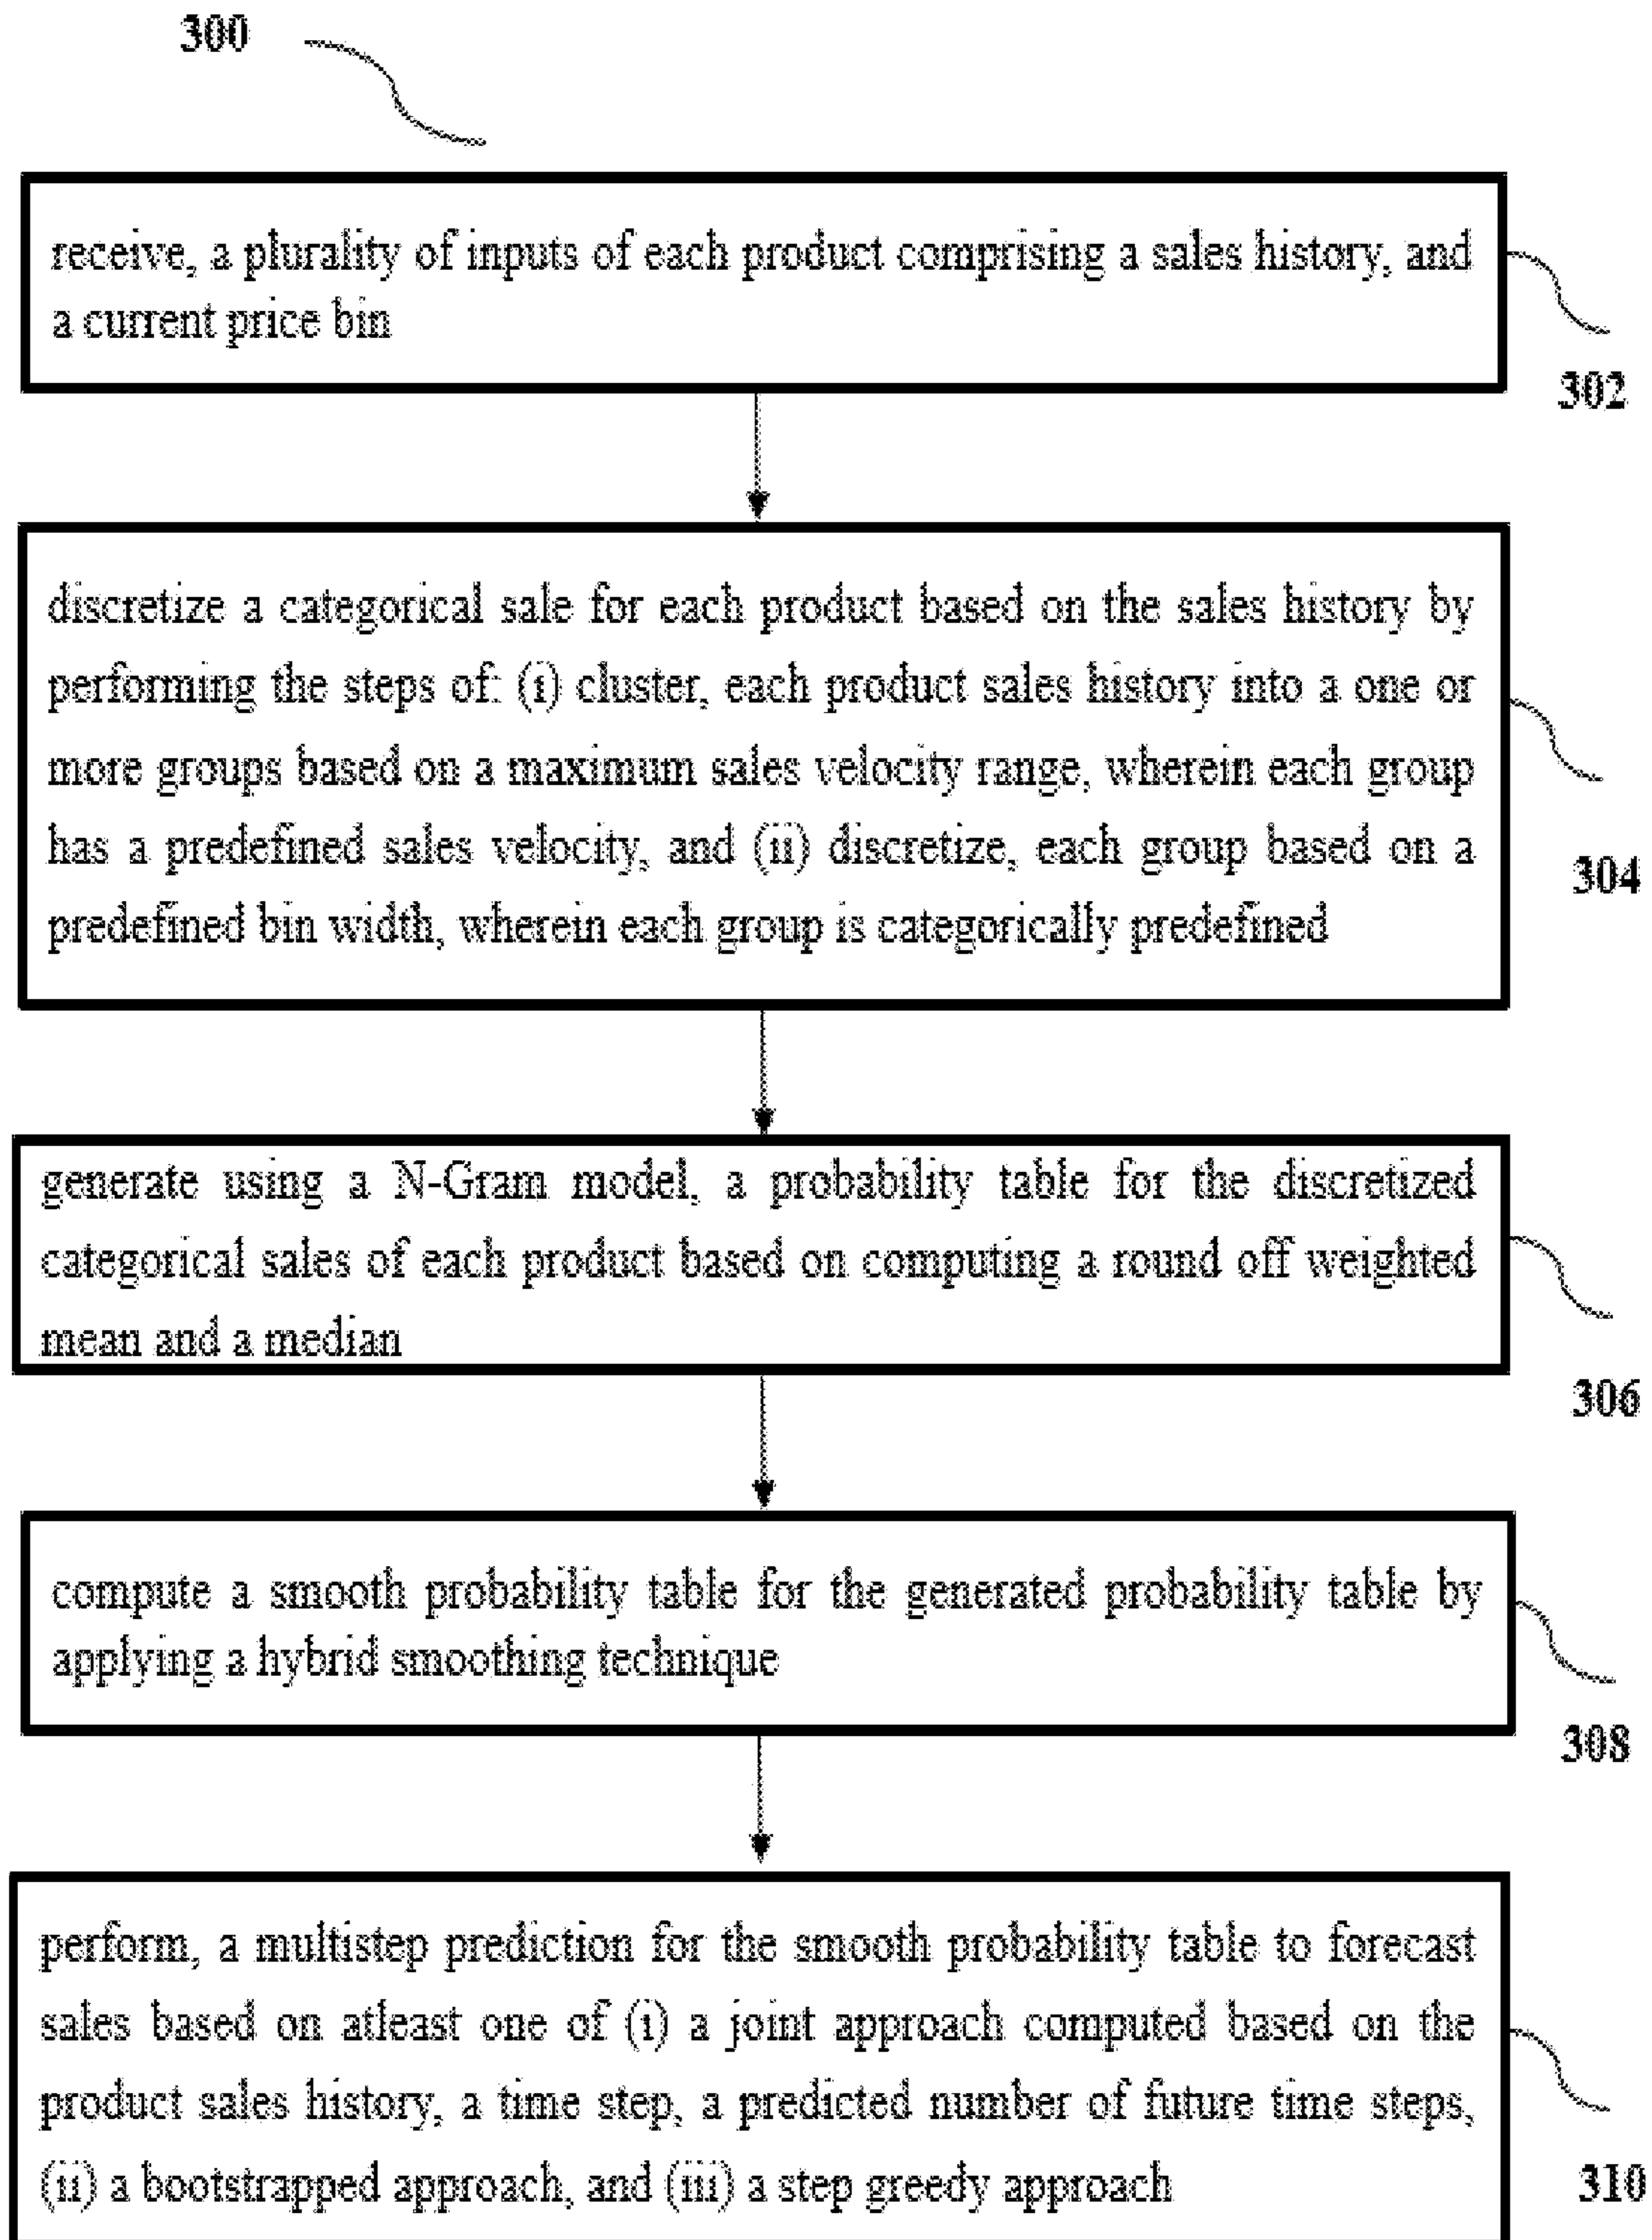 300
receive, a plurality of inputs of each product comprising a sales history, and
a current price bin
302
discretize a categorical sale for each product based on the sales history by
performing the steps of: (i) cluster, each product sales history into a one or
more groups based on a maximum sales velocity range, wherein each group
has a predefined sales velocity, and (ii) discretize, each group based on a
predefined bin width, wherein each group is categorically predefined
304
generate using a N-Gram model, a probability table for the discretized
categorical sales of each product based on computing a round off weighted
mean and a median
306
compute a smooth probability table for the generated probability table by
applying a hybrid smoothing technique
308
perform, a multistep prediction for the smooth probability table to forecast
sales based on atleast one of (i) a joint approach computed based on the
product sales history, a time step, a predicted number of future time steps,
(ii) a bootstrapped approach, and (iii) a step greedy approach
310